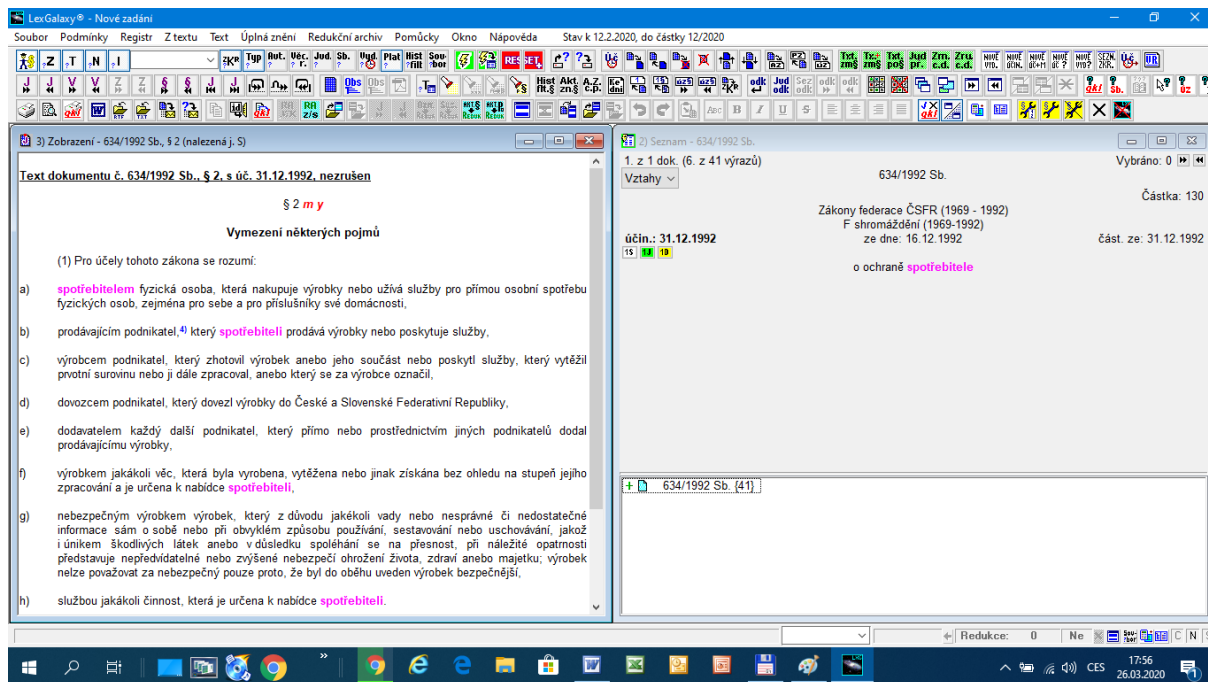 LexGalaxy® - Nové zadání
Soubor Podmínky Registr Z textu Text Úplná znění Redukční archiv Pomůcky Okno Nápověda Stav k 12.2.2020, do částky 12/2020
3) Zobrazení - 634/1992 Sb., § 2 (nalezená j. S)
Text dokumentu č. 634/1992 Sb., § 2, s úč. 31.12.1992, nezrušen
§ 2 m y
Vymezení některých pojmů
(1) Pro účely tohoto zákona se rozumí:
a) spotřebitelem fyzická osoba, která nakupuje výrobky nebo užívá služby pro přímou osobní spotřebu
fyzických osob, zejména pro sebe a pro příslušníky své domácnosti,
b) prodávajícím podnikatel,4) který spotřebiteli prodává výrobky nebo poskytuje služby,
c) výrobcem podnikatel, který zhotovil výrobek anebo jeho součást nebo poskytl služby, který vytěžil
prvotní surovinu nebo ji dále zpracoval, anebo který se za výrobce označil,
d) dovozcem podnikatel, který dovezl výrobky do České a Slovenské Federativní Republiky,
e) dodavatelem každý další podnikatel, který přímo nebo prostřednictvím jiných podnikatelů dodal
prodávajícímu výrobky,
f) výrobkem jakákoli věc, která byla vyrobena, vytěžena nebo jinak získána bez ohledu na stupeň jejího
zpracování a je určena k nabídce spotřebiteli,
g) nebezpečným výrobkem výrobek, který z důvodu jakékoli vady nebo nesprávné či nedostatečné
informace sám o sobě nebo při obvyklém způsobu používání, sestavování nebo uschovávání, jakož
i únikem škodlivých látek anebo v důsledku spoléhání se na přesnost, při náležité opatrnosti
představuje nepředvídatelné nebo zvýšené nebezpečí ohrožení života, zdraví anebo majetku; výrobek
nelze považovat za nebezpečný pouze proto, že byl do oběhu uveden výrobek bezpečnější,
h) službou jakákoli činnost, která je určena k nabídce spotřebiteli.
2) Seznam - 634/1992 Sb.
1. z 1 dok. (6. z 41 výrazů) Vybráno: 0
Vztahy
634/1992 Sb.
Částka: 130
Zákony federace ČSFR (1969 - 1992)
F shromáždění (1969-1992)
účin.: 31.12.1992 ze dne: 16.12.1992 část. ze: 31.12.1992
1S 1J 1D
o ochraně spotřebitele
634/1992 Sb. {41}
Redukce: 0 Ne
CES
17:56
26.03.2020